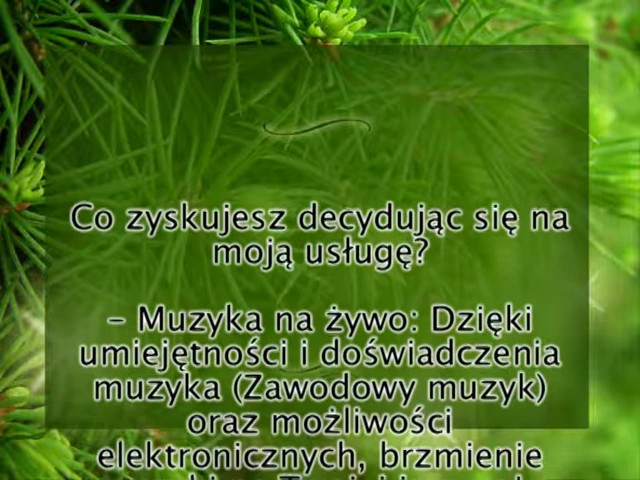 Co zyskujesz decydując się na
moją usługę?
– Muzyka na żywo: Dzięki
umiejętności i doświadczenia
muzyka (Zawodowy muzyk)
oraz możliwości
elektronicznych, brzmienie